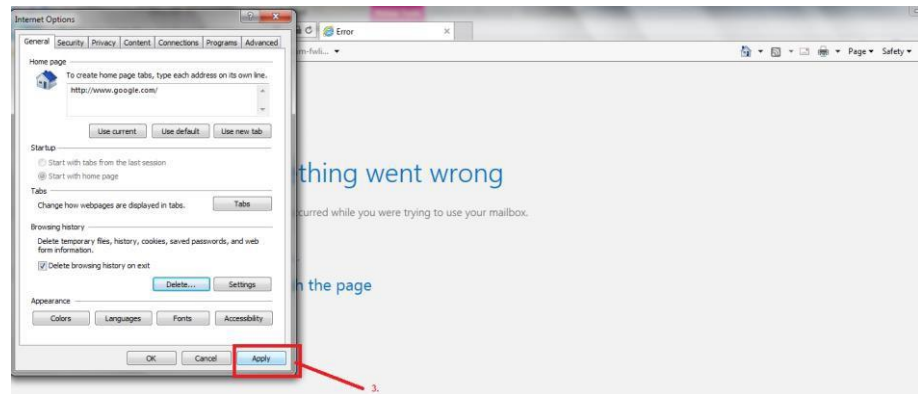 Internet Options
General Security Privacy Content Connections Programs Advanced
Home page
To create home page tabs, type each address on its own line.
http://www.google.com/
Use current Use default Use new tab
Startup
Start with tabs from the last session
Start with home page
Tabs
Change how webpages are displayed in tabs.
Tabs
Browsing history
Delete temporary files, history, cookies, saved passwords, and web
form information.
Delete browsing history on exit
Delete... Settings
Appearance
Colors Languages Fonts Accessibility
OK Cancel Apply
3.
Error
Page Safety
thing went wrong
curred while you were trying to use your mailbox.
the page